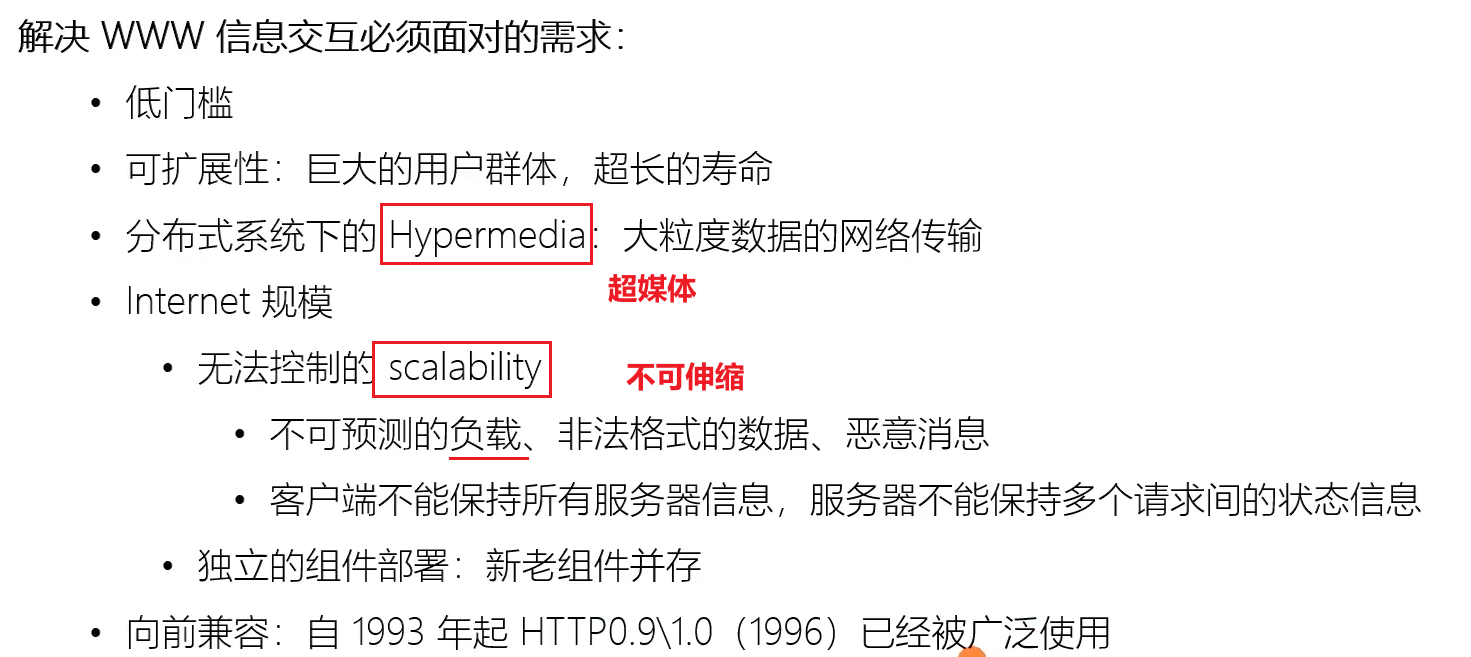 解决 WWW 信息交互必须面对的需求：
• 低门槛
• 可扩展性：巨大的用户群体，超长的寿命
• 分布式系统下的 Hypermedia：大粒度数据的网络传输
超媒体
• Internet 规模
• 无法控制的 scalability 不可伸缩
• 不可预测的负载、非法格式的数据、恶意消息
• 客户端不能保持所有服务器信息，服务器不能保持多个请求间的状态信息
• 独立的组件部署：新老组件并存
• 向前兼容：自 1993 年起 HTTP0.9\1.0（1996）已经被广泛使用